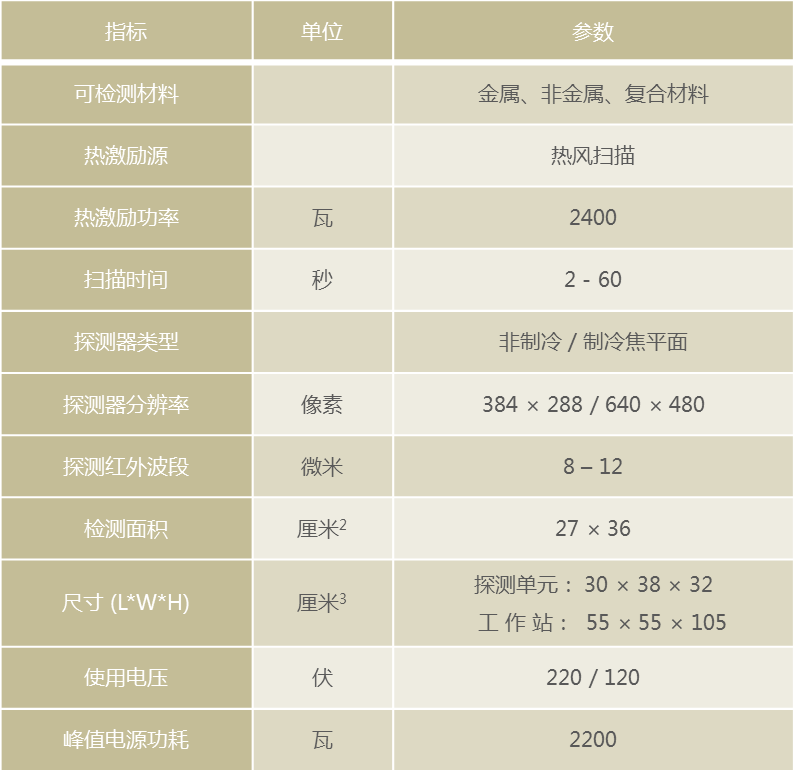 指标 单位 参数
可检测材料 金属、非金属、复合材料
热激励源 热风扫描
热激励功率 瓦 2400
扫描时间 秒 2 - 60
探测器类型 非制冷 / 制冷焦平面
探测器分辨率 像素 384 × 288 / 640 × 480
探测红外波段 微米 8 – 12
检测面积 厘米² 27 × 36
尺寸 (L*W*H) 厘米³ 探测单元： 30 × 38 × 32
工 作 站： 55 × 55 × 105
使用电压 伏 220 / 120
峰值电源功耗 瓦 2200